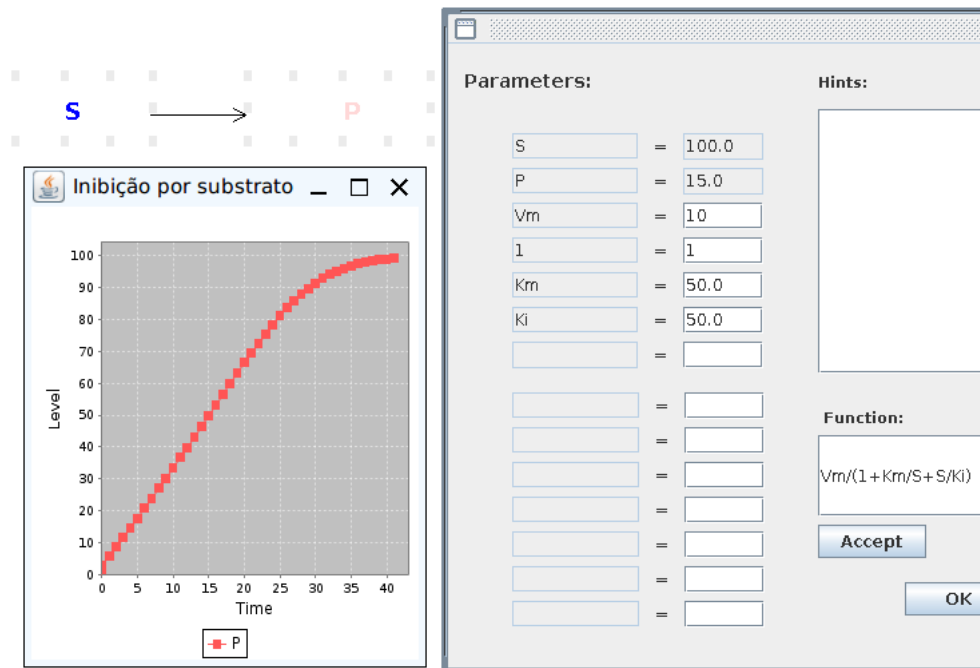 S
P
Inibição por substrato
100
90
80
70
60
50
40
30
20
10
0
Level
0 5 10 15 20 25 30 35 40
Time
P
Parameters:
S = 100.0
P = 15.0
Vm = 10
1 = 1
Km = 50.0
Ki = 50.0
=
=
=
=
=
=
=
=
Hints:
Function:
Vm/(1+Km/S+S/Ki)
Accept
OK